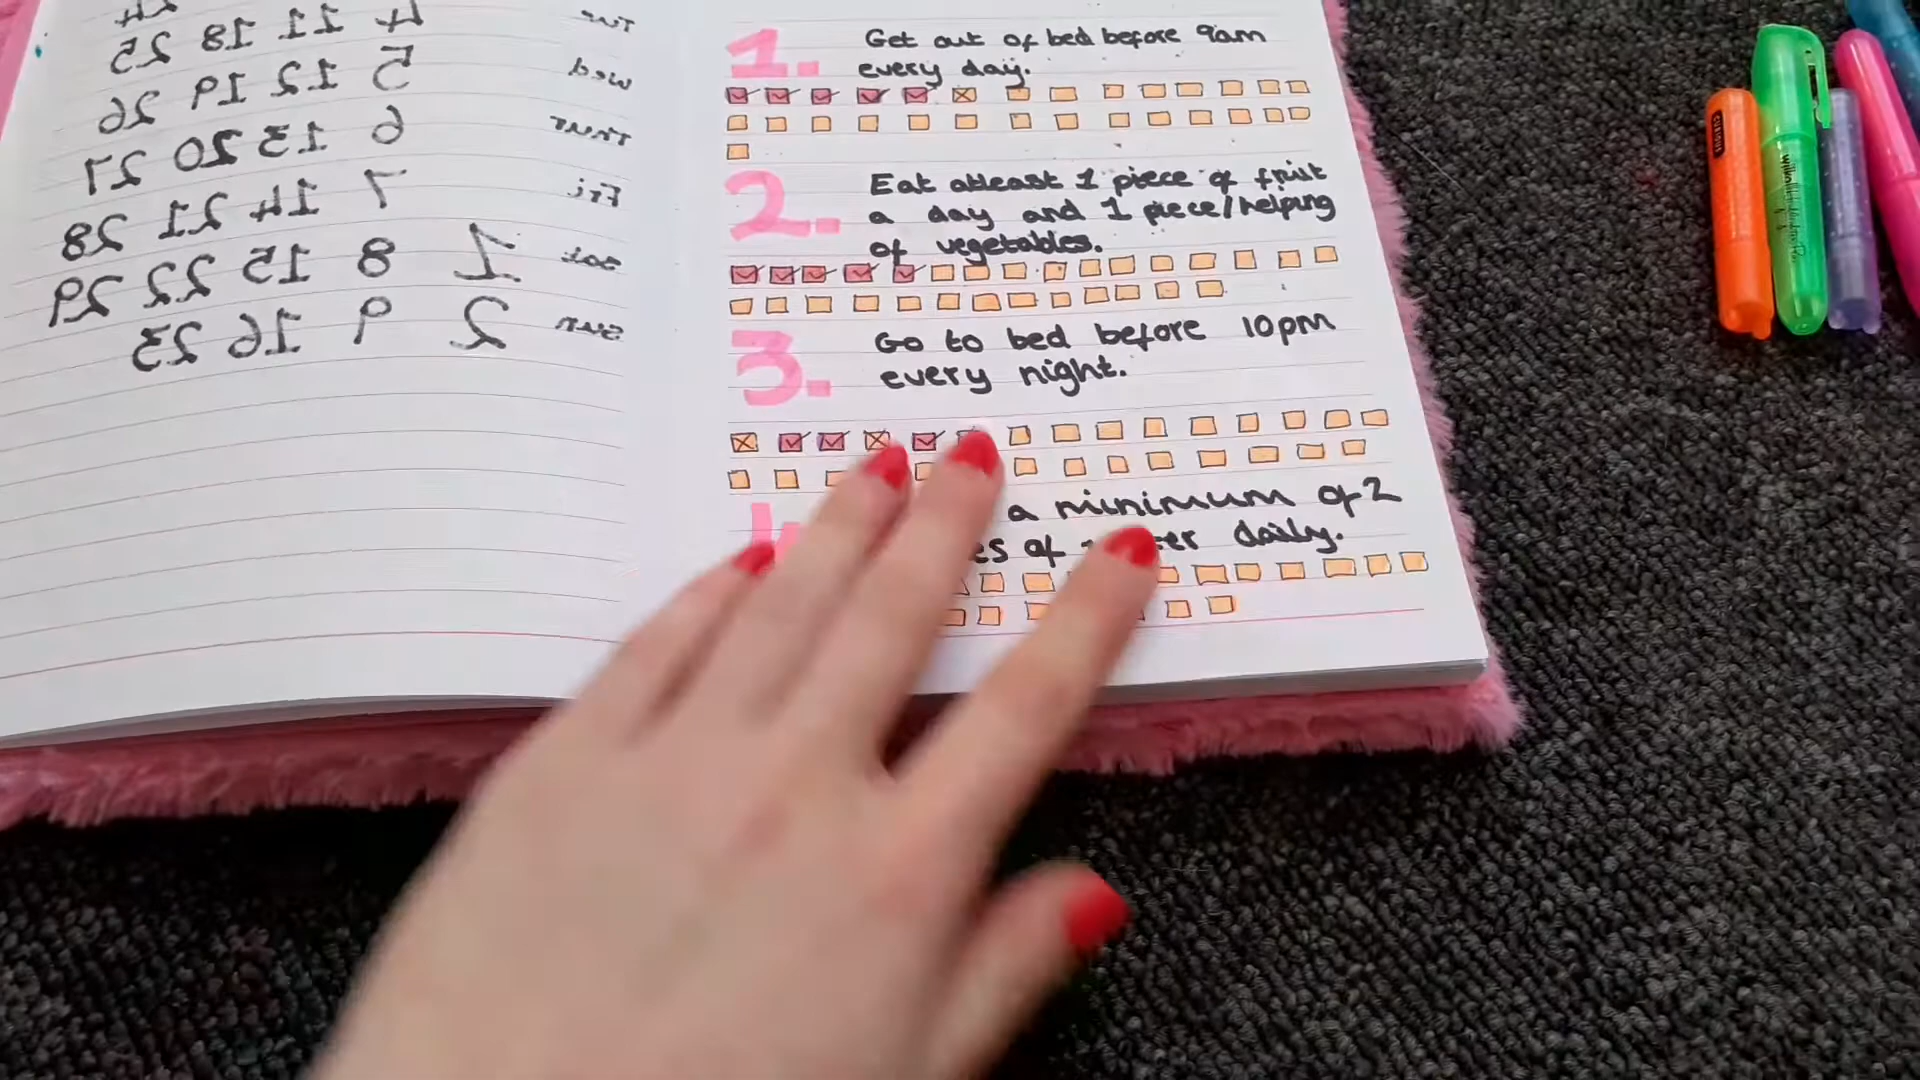 Tue
4 11 18 25
Wed
5 12 19 26
Thur
6 13 20 27
Fri
7 14 21 28
Sat
1 8 15 22 29
Sun
2 9 16 23
1. Get out of bed before 9am
every day.
2. Eat atleast 1 piece of fruit
a day and 1 piece/helping
of vegetables.
3. Go to bed before 10pm
every night.
a minimum of 2
of daily.